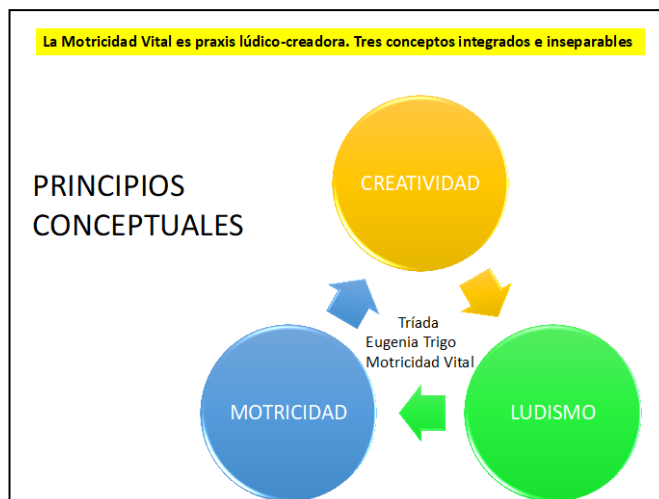 La Motricidad Vital es praxis lúdico-creadora. Tres conceptos integrados e inseparables
PRINCIPIOS
CONCEPTUALES
CREATIVIDAD
Tríada
Eugenia Trigo
Motricidad Vital
MOTRICIDAD
LUDISMO